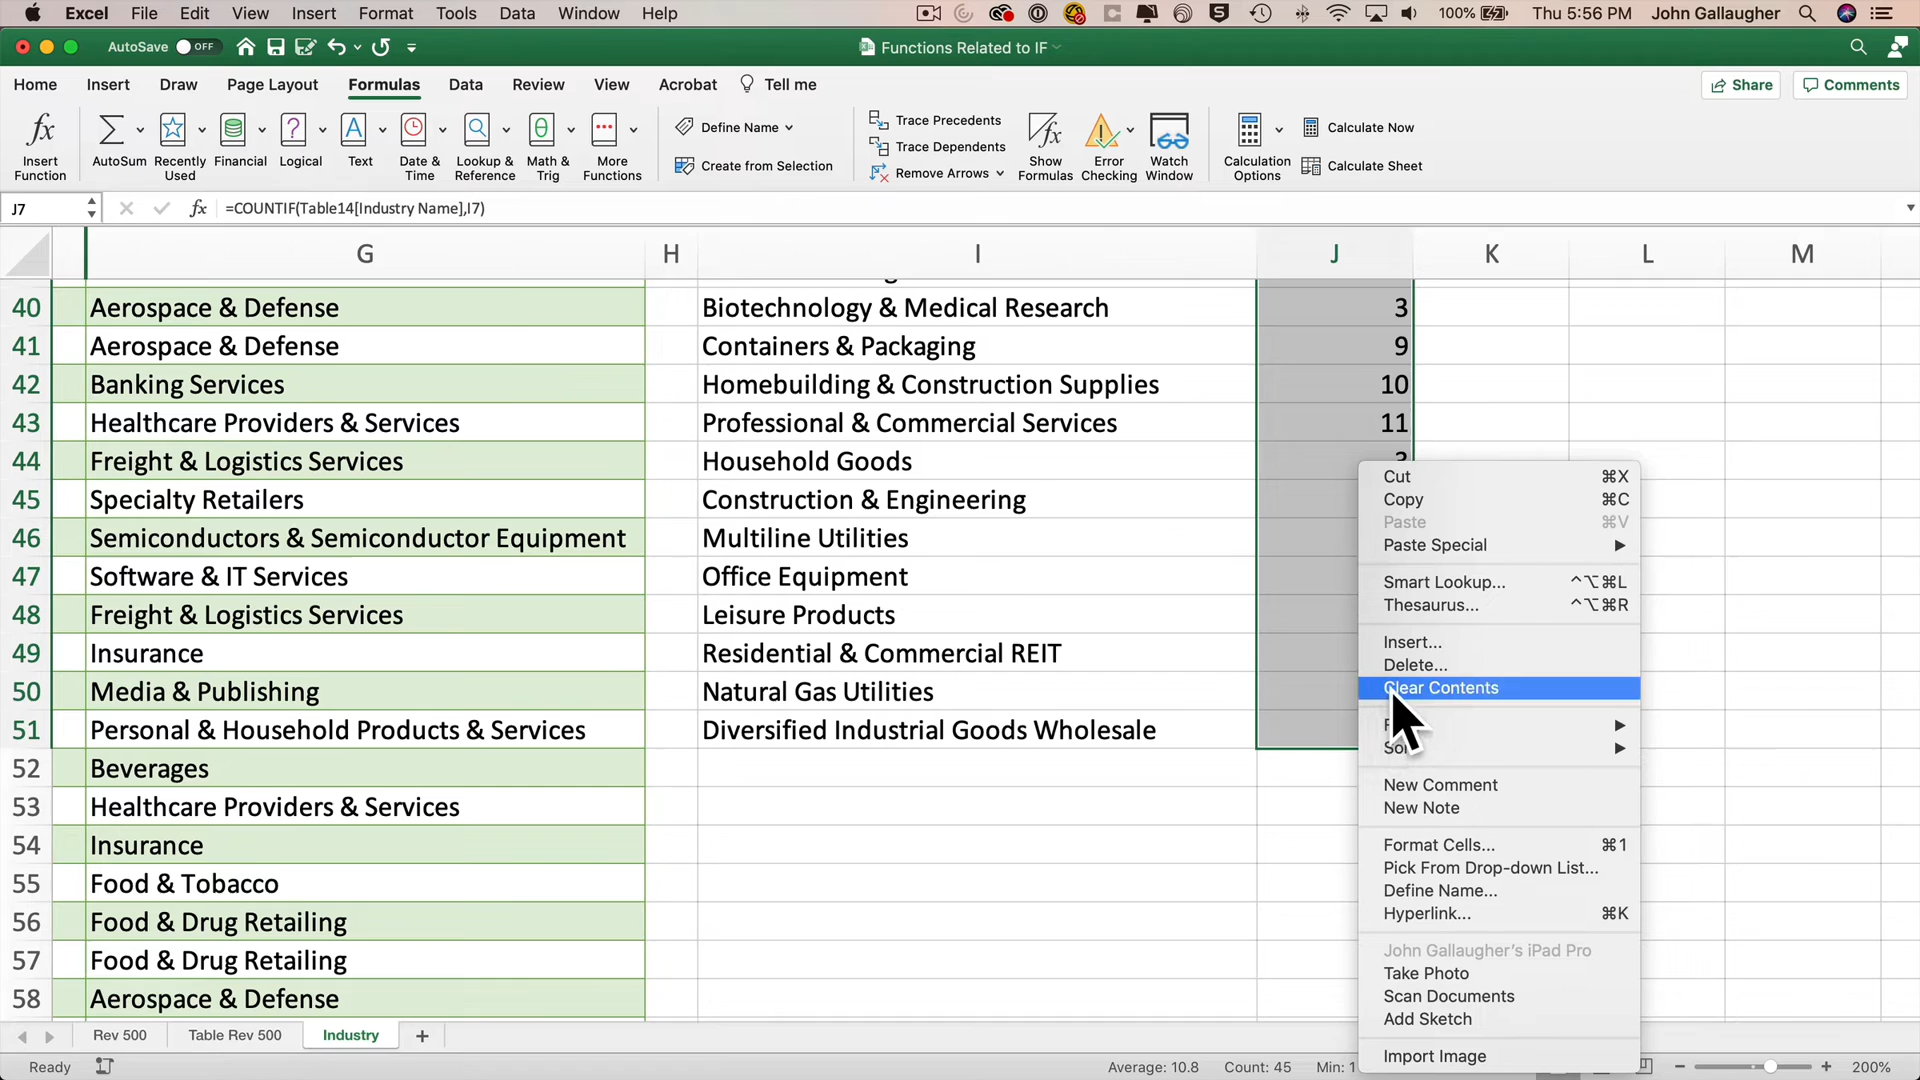 Excel File Edit View Insert Format Tools Data Window Help 100% Thu 5:56 PM John Gallaugher
AutoSave OFF Functions Related to IF
Home Insert Draw Page Layout Formulas Data Review View Acrobat Tell me Share Comments
Insert Function AutoSum Recently Used Financial Logical Text Date & Time Lookup & Reference Math & Trig More Functions
Define Name
Create from Selection
Trace Precedents
Trace Dependents
Remove Arrows
Show Formulas Error Checking Watch Window Calculation Options
Calculate Now
Calculate Sheet
J7 fx =COUNTIF(Table14[Industry Name],I7)
G H I J K L M
40 Aerospace & Defense Biotechnology & Medical Research 3
41 Aerospace & Defense Containers & Packaging 9
42 Banking Services Homebuilding & Construction Supplies 10
43 Healthcare Providers & Services Professional & Commercial Services 11
44 Freight & Logistics Services Household Goods
45 Specialty Retailers Construction & Engineering
46 Semiconductors & Semiconductor Equipment Multiline Utilities
47 Software & IT Services Office Equipment
48 Freight & Logistics Services Leisure Products
49 Insurance Residential & Commercial REIT
50 Media & Publishing Natural Gas Utilities
51 Personal & Household Products & Services Diversified Industrial Goods Wholesale
52 Beverages
53 Healthcare Providers & Services
54 Insurance
55 Food & Tobacco
56 Food & Drug Retailing
57 Food & Drug Retailing
58 Aerospace & Defense
Cut ⌘X
Copy ⌘C
Paste ⌘V
Paste Special
Smart Lookup... ^⌥⌘L
Thesaurus... ^⌥⌘R
Insert...
Delete...
Clear Contents
New Comment
New Note
Format Cells... ⌘1
Pick From Drop-down List...
Define Name...
Hyperlink... ⌘K
John Gallaugher's iPad Pro
Take Photo
Scan Documents
Add Sketch
Import Image
Rev 500 Table Rev 500 Industry +
Ready Average: 10.8 Count: 45 Min: 1 200%